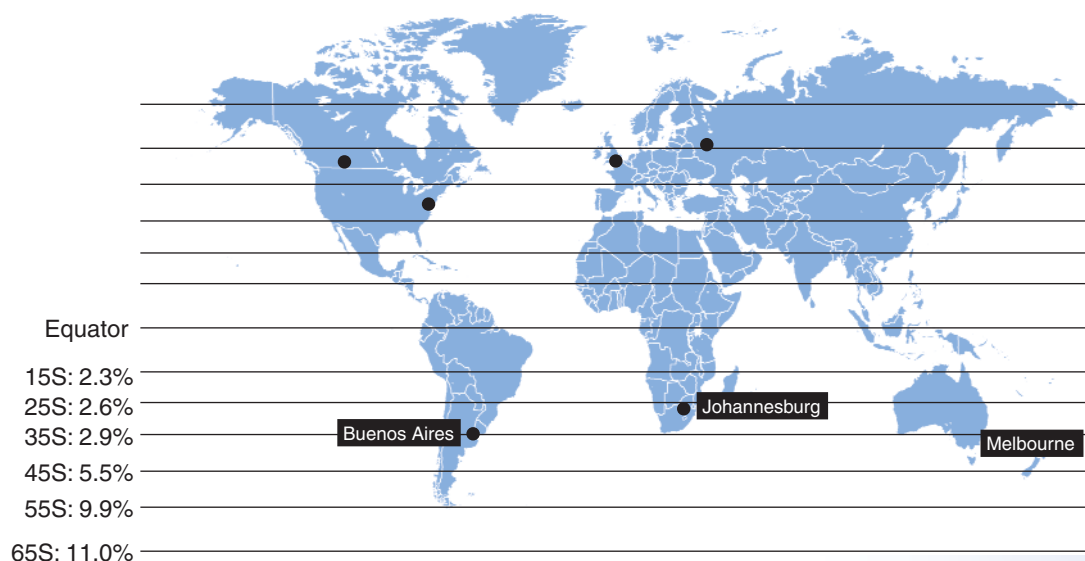 Equator
15S: 2.3%
25S: 2.6%
Johannesburg
35S: 2.9%
Buenos Aires
Melbourne
45S: 5.5%
55S: 9.9%
65S: 11.0%